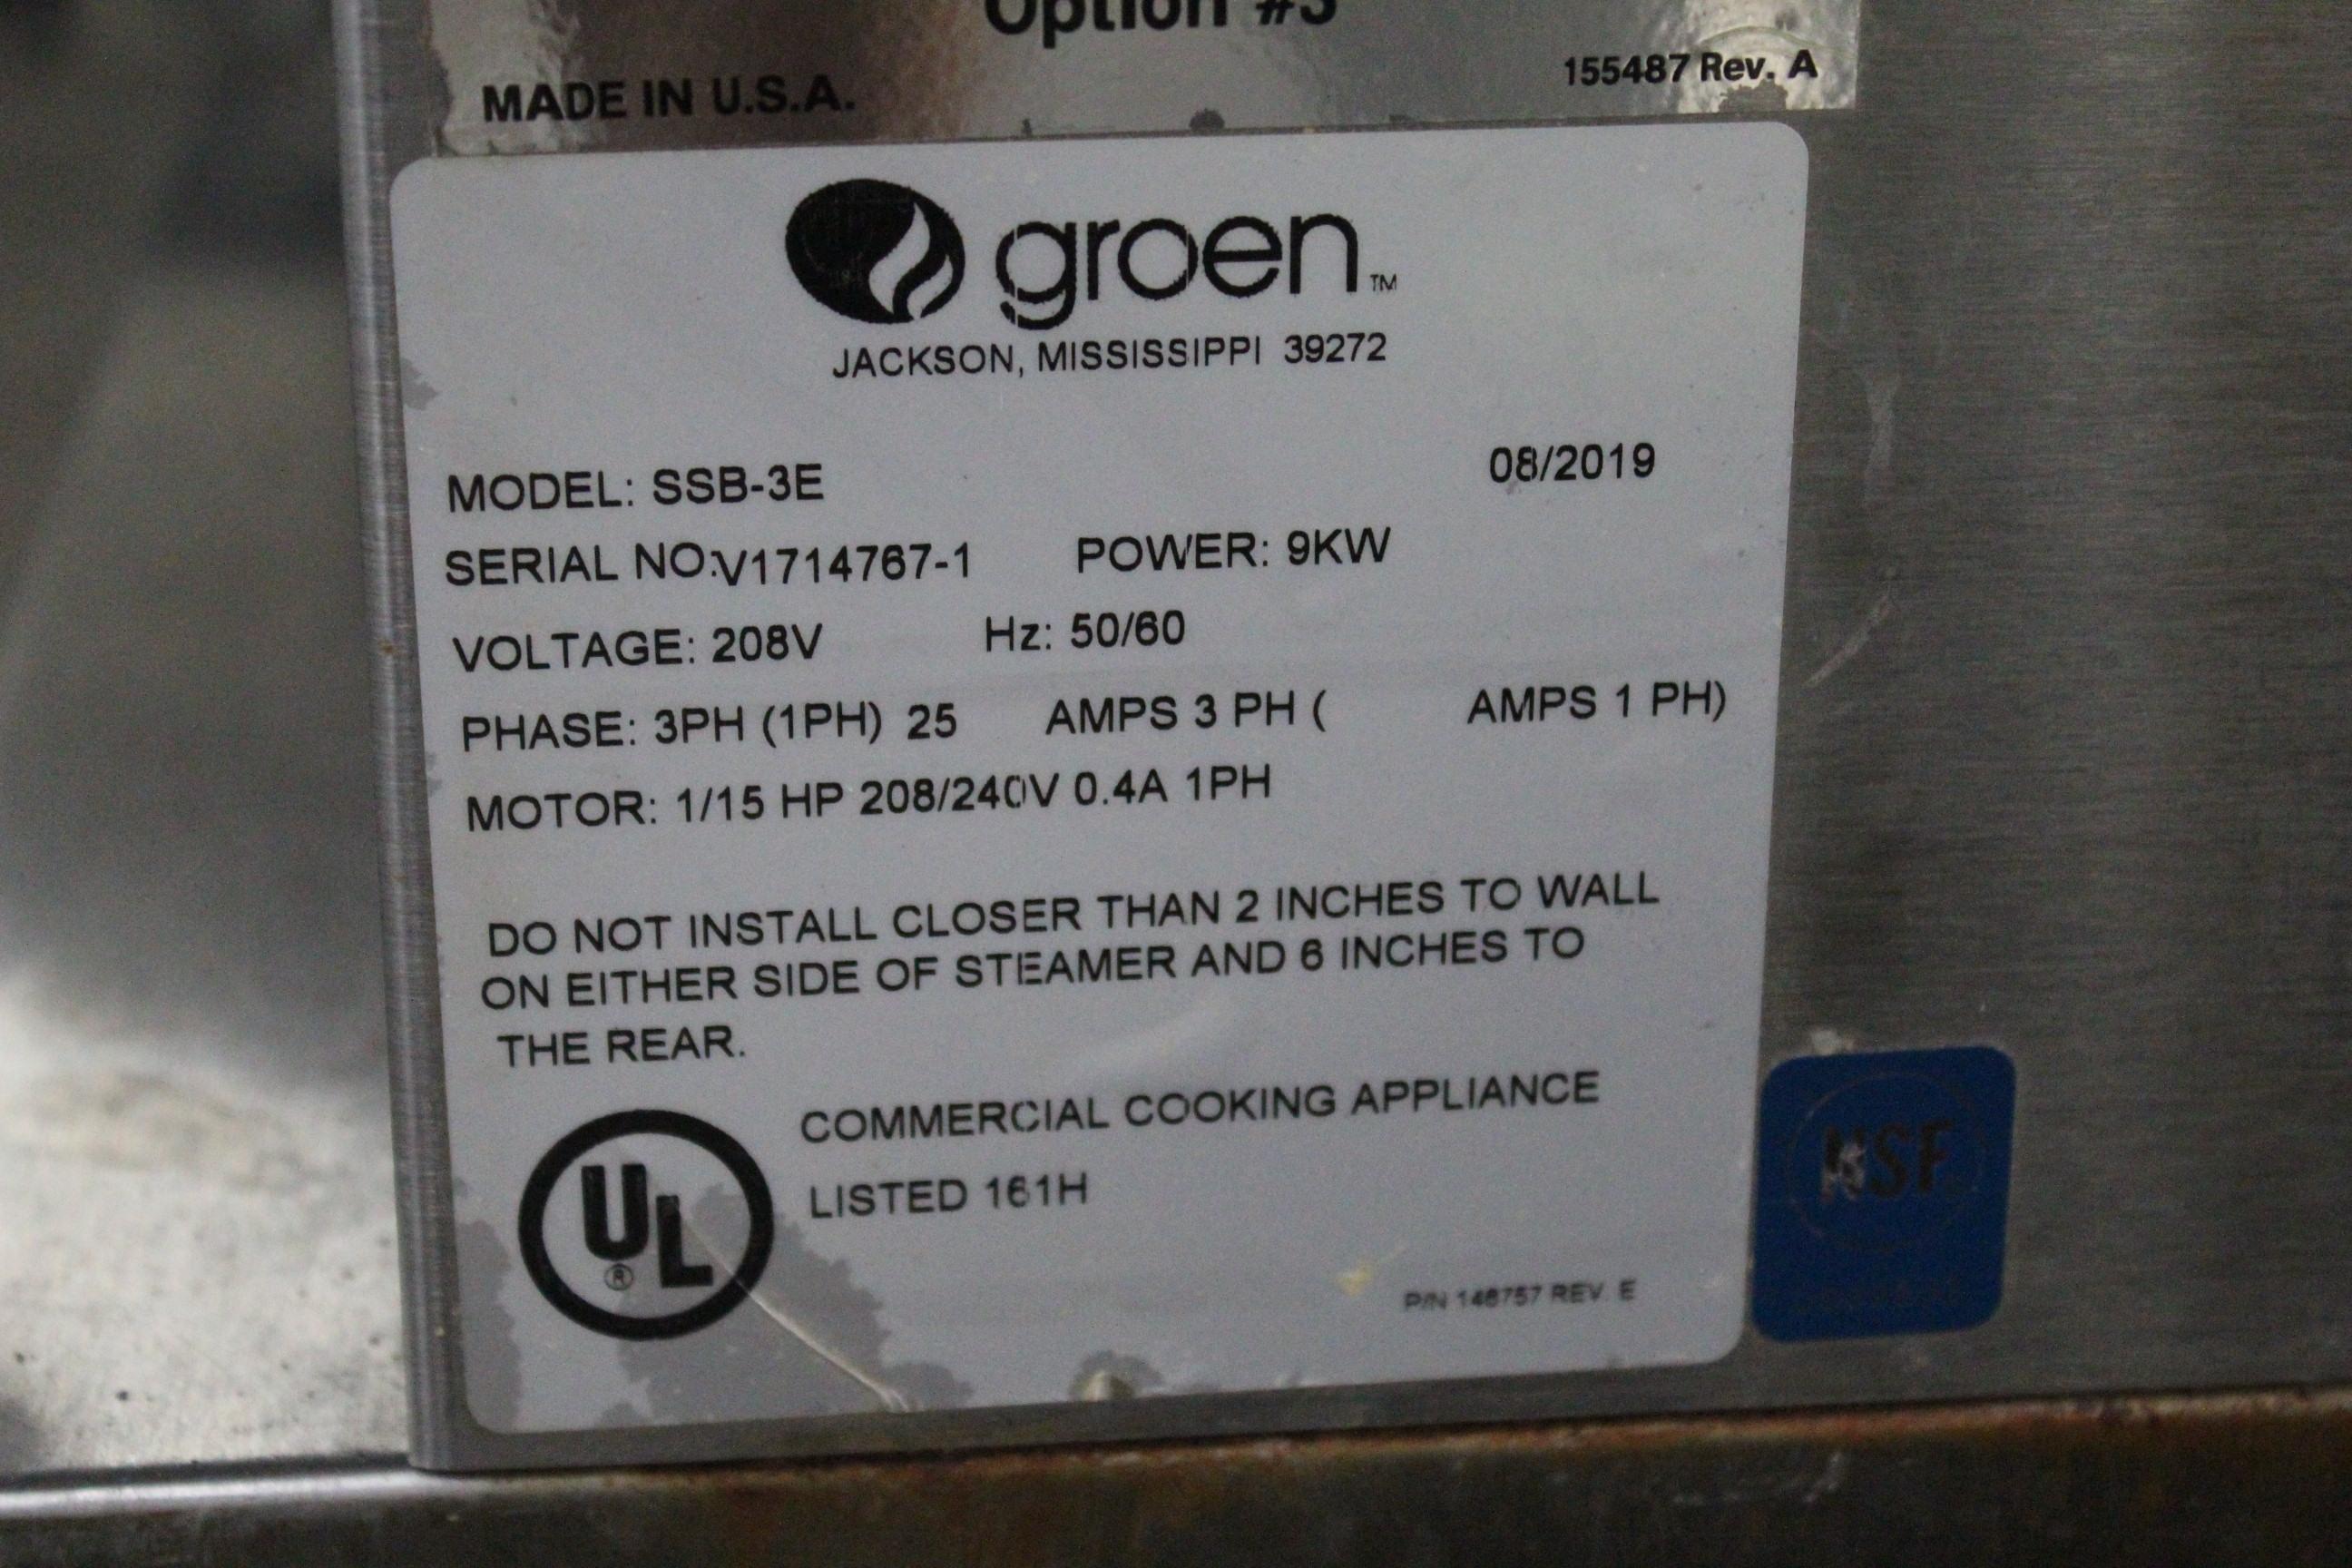 Option #3
MADE IN U.S.A.
155487 Rev. A
groen™
JACKSON, MISSISSIPPI 39272
MODEL: SSB-3E 08/2019
SERIAL NO:V1714767-1 POWER: 9KW
VOLTAGE: 208V Hz: 50/60
PHASE: 3PH (1PH) 25 AMPS 3 PH ( AMPS 1 PH)
MOTOR: 1/15 HP 208/240V 0.4A 1PH
DO NOT INSTALL CLOSER THAN 2 INCHES TO WALL
ON EITHER SIDE OF STEAMER AND 6 INCHES TO
THE REAR.
UL®
COMMERCIAL COOKING APPLIANCE
LISTED 161H
P/N 146757 REV E
NSF